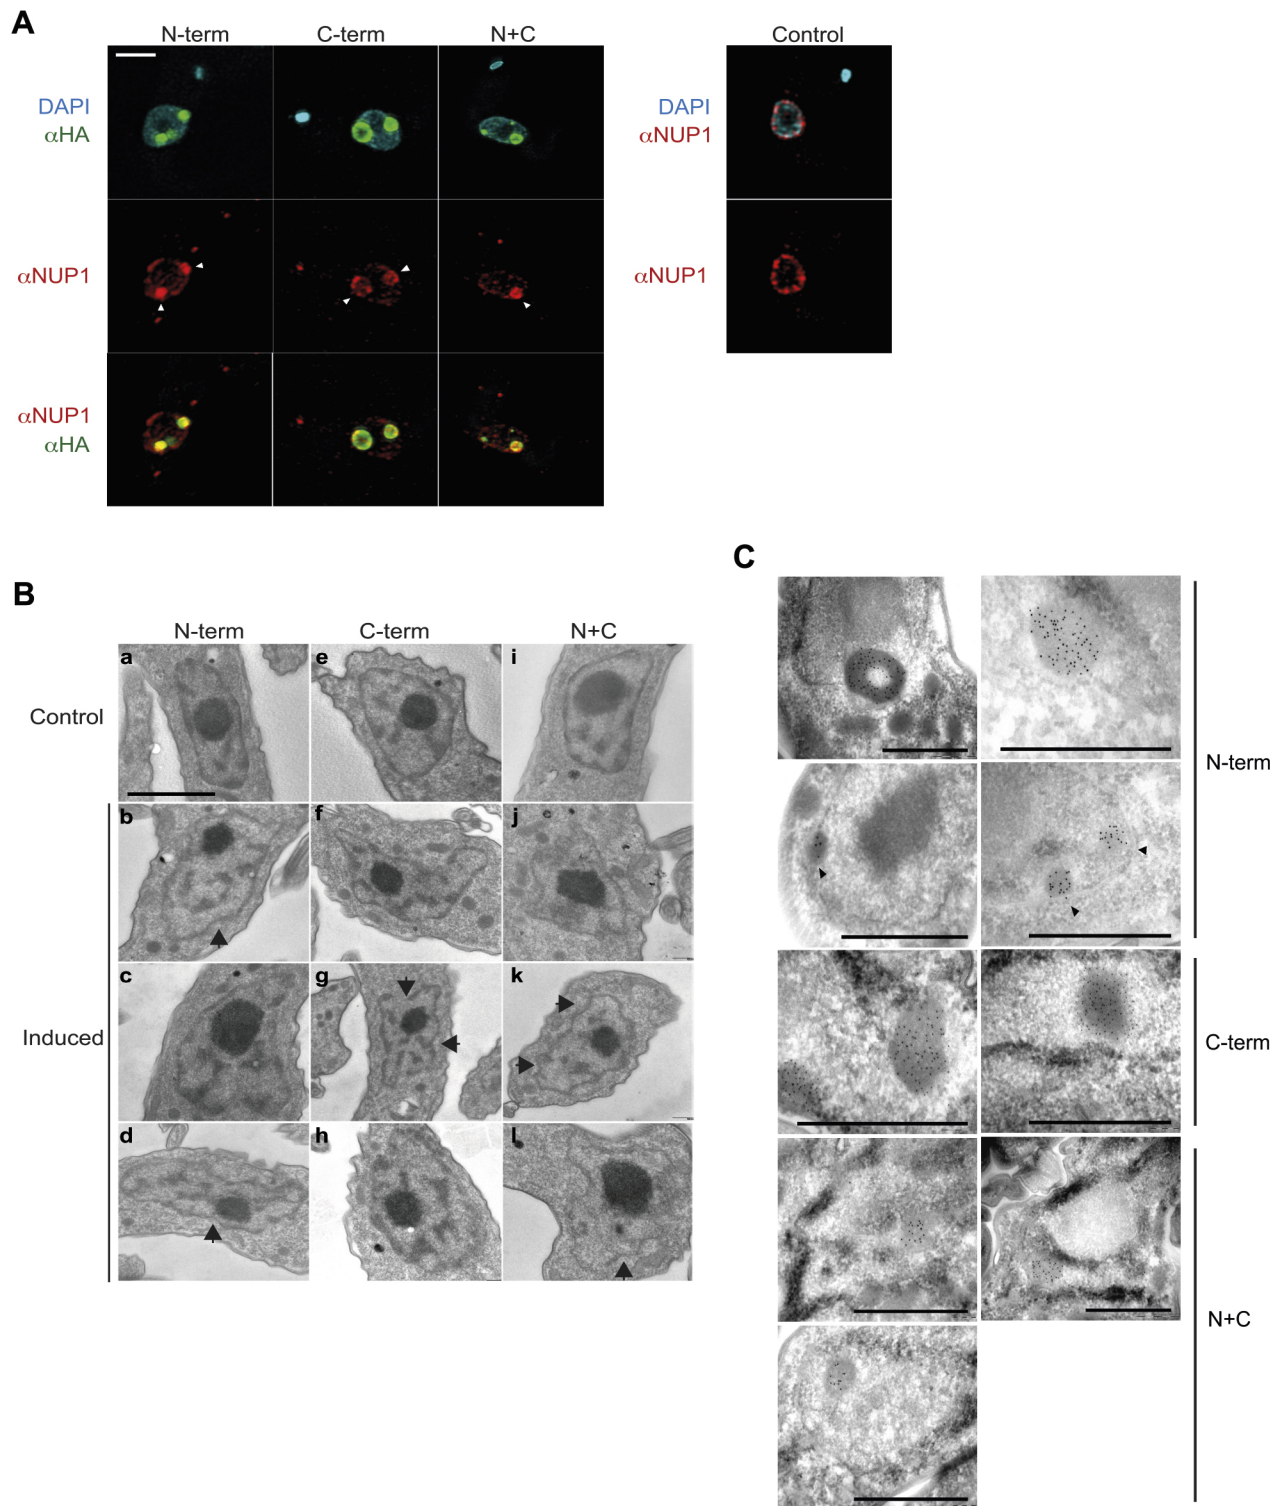 A
N-term C-term N+C Control
DAPI
αHA
DAPI
αNUP1
αNUP1
αNUP1
αNUP1
αHA
B
N-term C-term N+C
Control
Induced
a e i
b f j
c g k
d h l
C
N-term
C-term
N+C